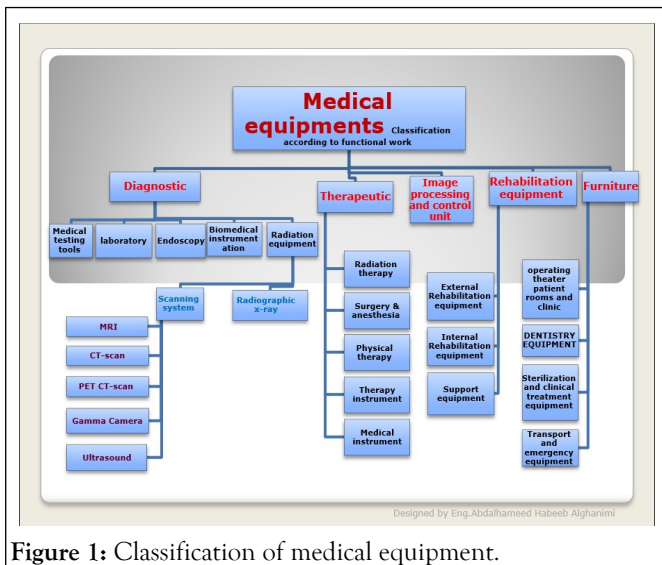 Medical
equipments Classification
according to functional work
Diagnostic
Therapeutic
Image
processing
and control
unit
Rehabilitation
equipment
Furniture
Medical
testing
tools
laboratory
Endoscopy
Biomedical
instrument
ation
Radiation
equipment
Scanning
system
Radiographic
x-ray
MRI
CT-scan
PET CT-scan
Gamma Camera
Ultrasound
Radiation
therapy
Surgery &
anesthesia
Physical
therapy
Therapy
instrument
Medical
instrument
External
Rehabilitation
equipment
Internal
Rehabilitation
equipment
Support
equipment
operating
theater
patient
rooms and
clinic
DENTISTRY
EQUIPMENT
Sterilization
and clinical
treatment
equipment
Transport
and
emergency
equipment
Designed by Eng.Abdalhameed Habeeb Alghanimi
Figure 1: Classification of medical equipment.